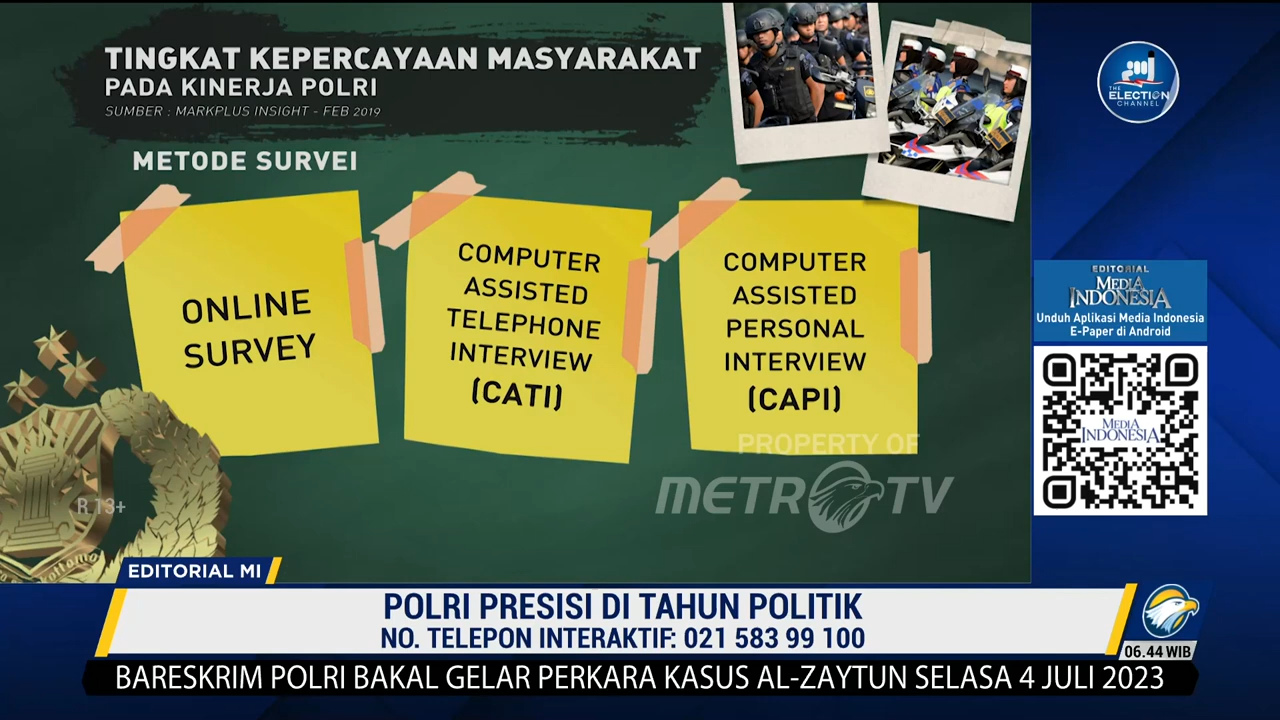 TINGKAT KEPERCAYAAN MASYARAKAT
PADA KINERJA POLRI
SUMBER : MARKPLUS INSIGHT - FEB 2019
METODE SURVEI
ONLINE
SURVEY
COMPUTER
ASSISTED
TELEPHONE
INTERVIEW
(CATI)
COMPUTER
ASSISTED
PERSONAL
INTERVIEW
(CAPI)
THE
ELECTION
CHANNEL
EDITORIAL
MEDIA
INDONESIA
Unduh Aplikasi Media Indonesia
E-Paper di Android
MEDIA
INDONESIA
PROPERTY OF
METRO TV
R.13+
EDITORIAL MI
POLRI PRESISI DI TAHUN POLITIK
NO. TELEPON INTERAKTIF: 021 583 99 100
06.44 WIB
BARESKRIM POLRI BAKAL GELAR PERKARA KASUS AL-ZAYTUN SELASA 4 JULI 2023